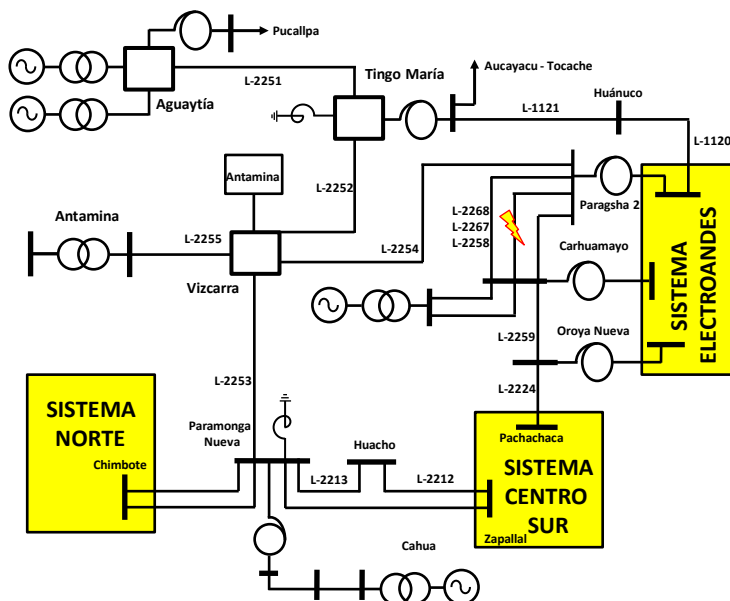 Pucallpa
L-2251
Aguaytía
Tingo María
Aucayacu - Tocache
L-1121
Huánuco
L-1120
Antamina
L-2252
Antamina
L-2255
Vizcarra
L-2254
L-2268
L-2267
L-2258
Paragsha 2
Carhuamayo
SISTEMA
ELECTROANDES
L-2259
Oroya Nueva
L-2224
L-2253
SISTEMA
NORTE
Chimbote
Paramonga
Nueva
Huacho
L-2213
L-2212
Pachachaca
SISTEMA
CENTRO
SUR
Zapallal
Cahua